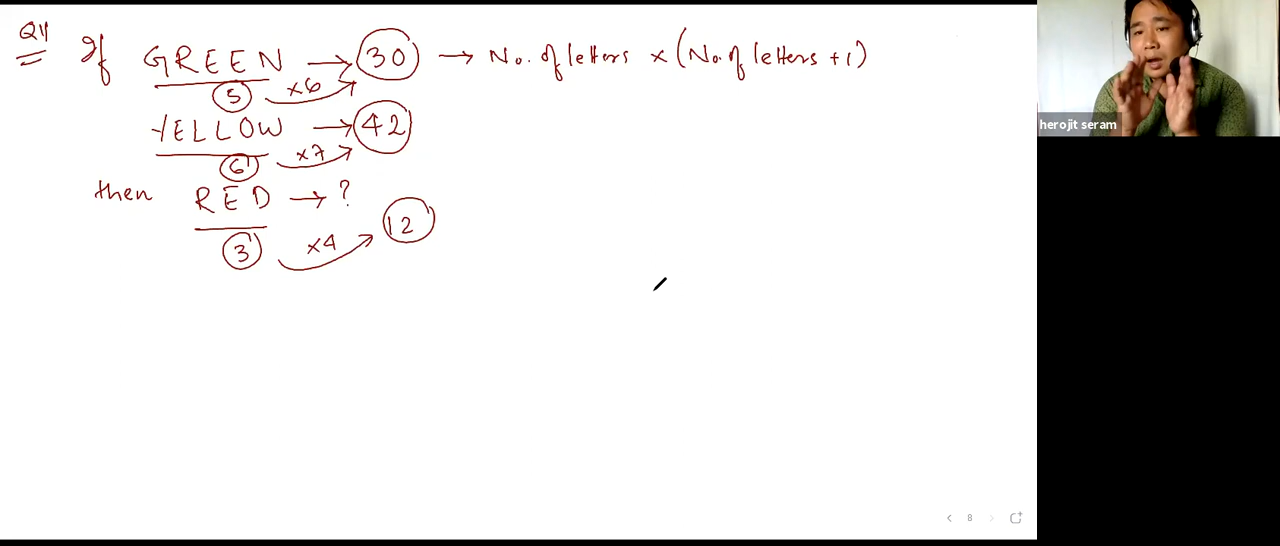 Q11 If GREEN → 30 → No. of letters × (No. of letters + 1)
5 ×6
YELLOW → 42
6 ×7
then RED → ?
3 ×4 12
herojit seram
8